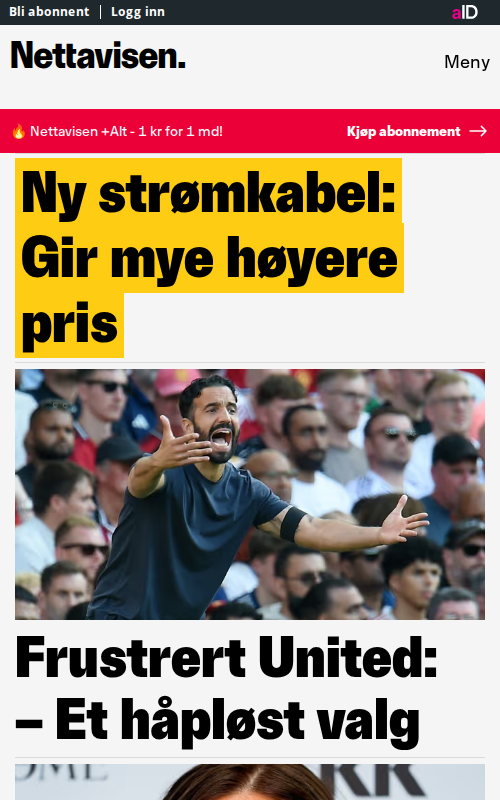 Bli abonnent | Logg inn
aID
Nettavisen.
Meny
🔥 Nettavisen +Alt - 1 kr for 1 md!
Kjøp abonnement →
Ny strømkabel:
Gir mye høyere
pris
Frustrert United:
– Et håpløst valg